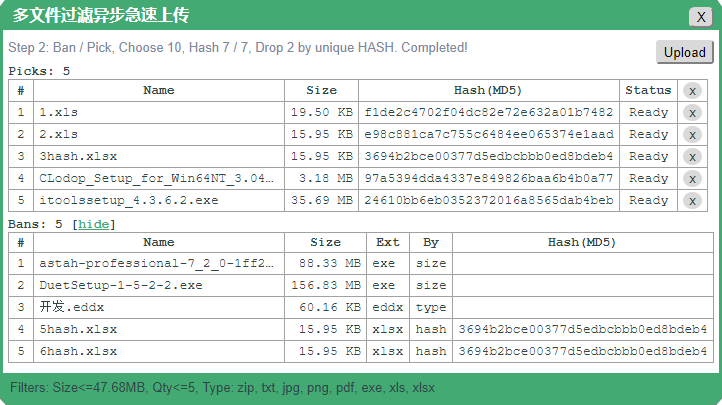 多文件过滤异步急速上传 X
Step 2: Ban / Pick, Choose 10, Hash 7 / 7, Drop 2 by unique HASH. Completed!
Upload
Picks: 5
# Name Size Hash(MD5) Status x
1 1.xls 19.50 KB f1de2c4702f04dc82e72e632a01b7482 Ready x
2 2.xls 15.95 KB e98c881ca7c755c6484ee065374e1aad Ready x
3 3hash.xlsx 15.95 KB 3694b2bce00377d5edbcbbb0ed8bdeb4 Ready x
4 CLodop_Setup_for_Win64NT_3.04… 3.18 MB 97a5394dda4337e849826baa6b4b0a77 Ready x
5 itoolssetup_4.3.6.2.exe 35.69 MB 24610bb6eb0352372016a8565dab4beb Ready x
Bans: 5 [hide]
# Name Size Ext By Hash(MD5)
1 astah-professional-7_2_0-1ff2… 88.33 MB exe size
2 DuetSetup-1-5-2-2.exe 156.83 MB exe size
3 开发.eddx 60.16 KB eddx type
4 5hash.xlsx 15.95 KB xlsx hash 3694b2bce00377d5edbcbbb0ed8bdeb4
5 6hash.xlsx 15.95 KB xlsx hash 3694b2bce00377d5edbcbbb0ed8bdeb4
Filters: Size<=47.68MB, Qty<=5, Type: zip, txt, jpg, png, pdf, exe, xls, xlsx